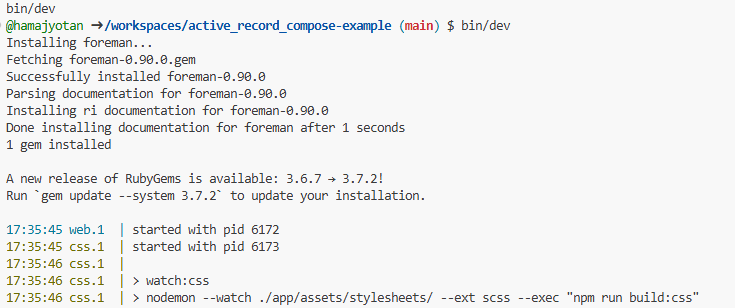 bin/dev
@hamajyotan ➜/workspaces/active_record_compose-example (main) $ bin/dev
Installing foreman...
Fetching foreman-0.90.0.gem
Successfully installed foreman-0.90.0
Parsing documentation for foreman-0.90.0
Installing ri documentation for foreman-0.90.0
Done installing documentation for foreman after 1 seconds
1 gem installed

A new release of RubyGems is available: 3.6.7 → 3.7.2!
Run `gem update --system 3.7.2` to update your installation.

17:35:45 web.1  | started with pid 6172
17:35:45 css.1  | started with pid 6173
17:35:46 css.1  |
17:35:46 css.1  | > watch:css
17:35:46 css.1  | > nodemon --watch ./app/assets/stylesheets/ --ext scss --exec "npm run build:css"